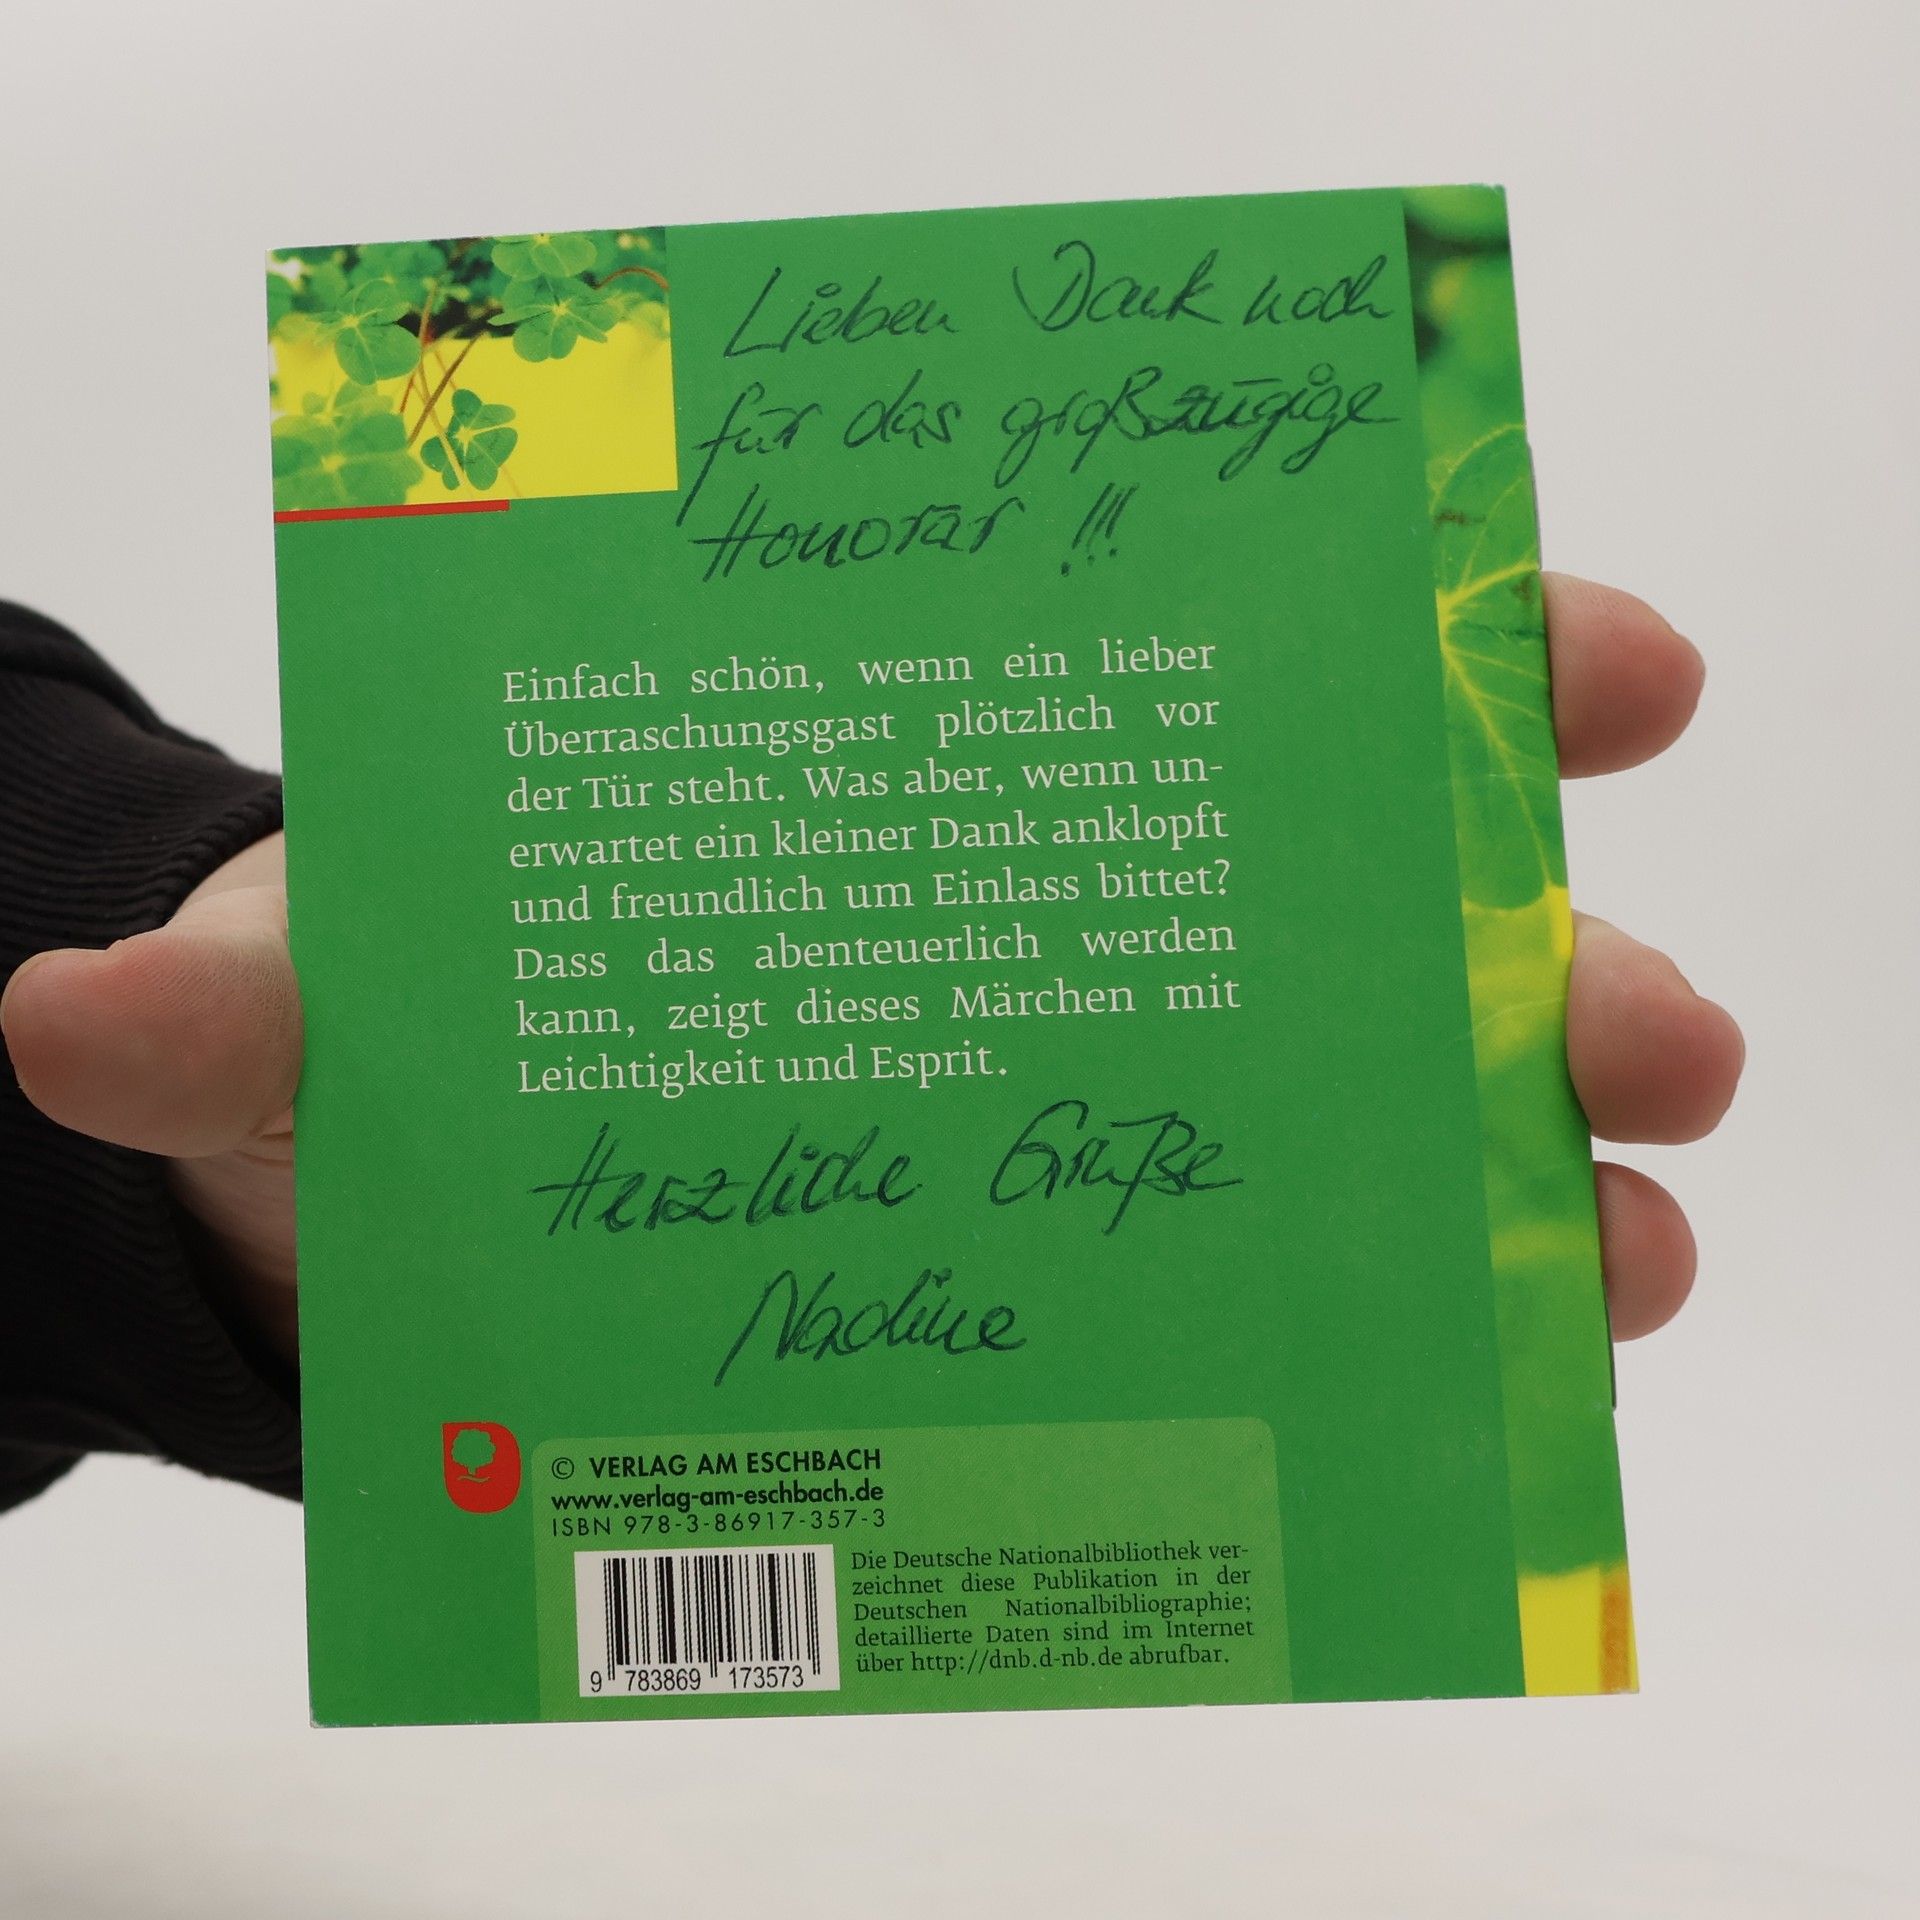 Lieben Dank noch
für das großzügige
Honorar !!!
Einfach schön, wenn ein lieber
Überraschungsgast plötzlich vor
der Tür steht. Was aber, wenn un-
erwartet ein kleiner Dank anklopft
und freundlich um Einlass bittet?
Dass das abenteuerlich werden
kann, zeigt dieses Märchen mit
Leichtigkeit und Esprit.
Herzliche Grüße
Nadine
© VERLAG AM ESCHBACH
www.verlag-am-eschbach.de
ISBN 978-3-86917-357-3
9 783869 173573
Die Deutsche Nationalbibliothek ver-
zeichnet diese Publikation in der
Deutschen Nationalbibliographie;
detaillierte Daten sind im Internet
über http://dnb.d-nb.de abrufbar.